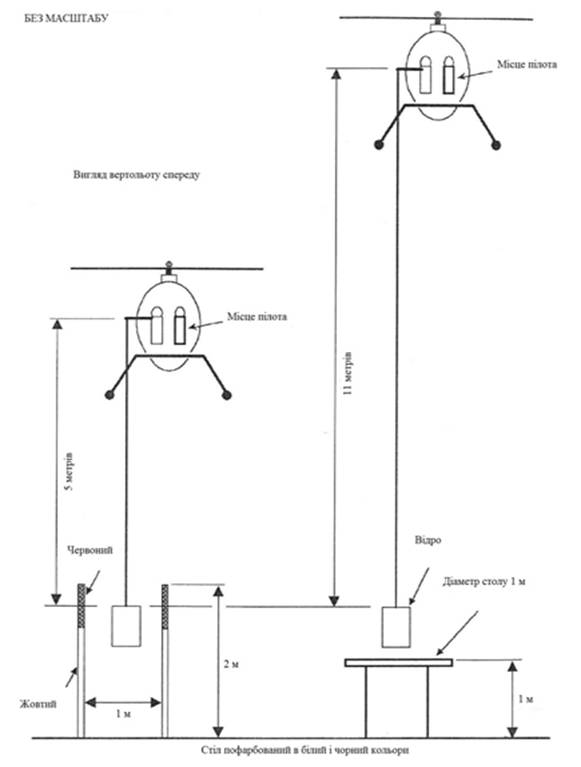 БЕЗ МАСШТАБУ
Місце пілота
Вигляд вертольоту спереду
Місце пілота
11 метрів
5 метрів
Червоний
Відро
Діаметр столу 1 м
2 м
Жовтий
1 м
1 м
Стіл пофарбований в білий і чорний кольори